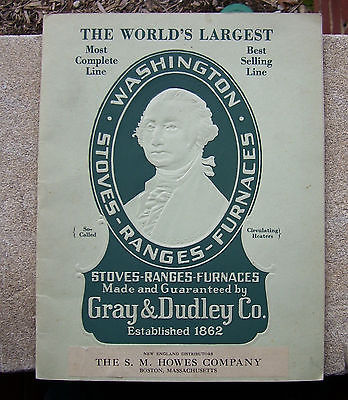 THE WORLD'S LARGEST
Most
Complete
Line
Best
Selling
Line
· WASHINGTON ·
STOVES-RANGES-FURNACES
{ So-
Called }
{ Circulating
Heaters }
STOVES-RANGES-FURNACES
Made and Guaranteed by
Gray & Dudley Co.
Established 1862
NEW ENGLAND DISTRIBUTORS
THE S. M. HOWES COMPANY
BOSTON, MASSACHUSETTS